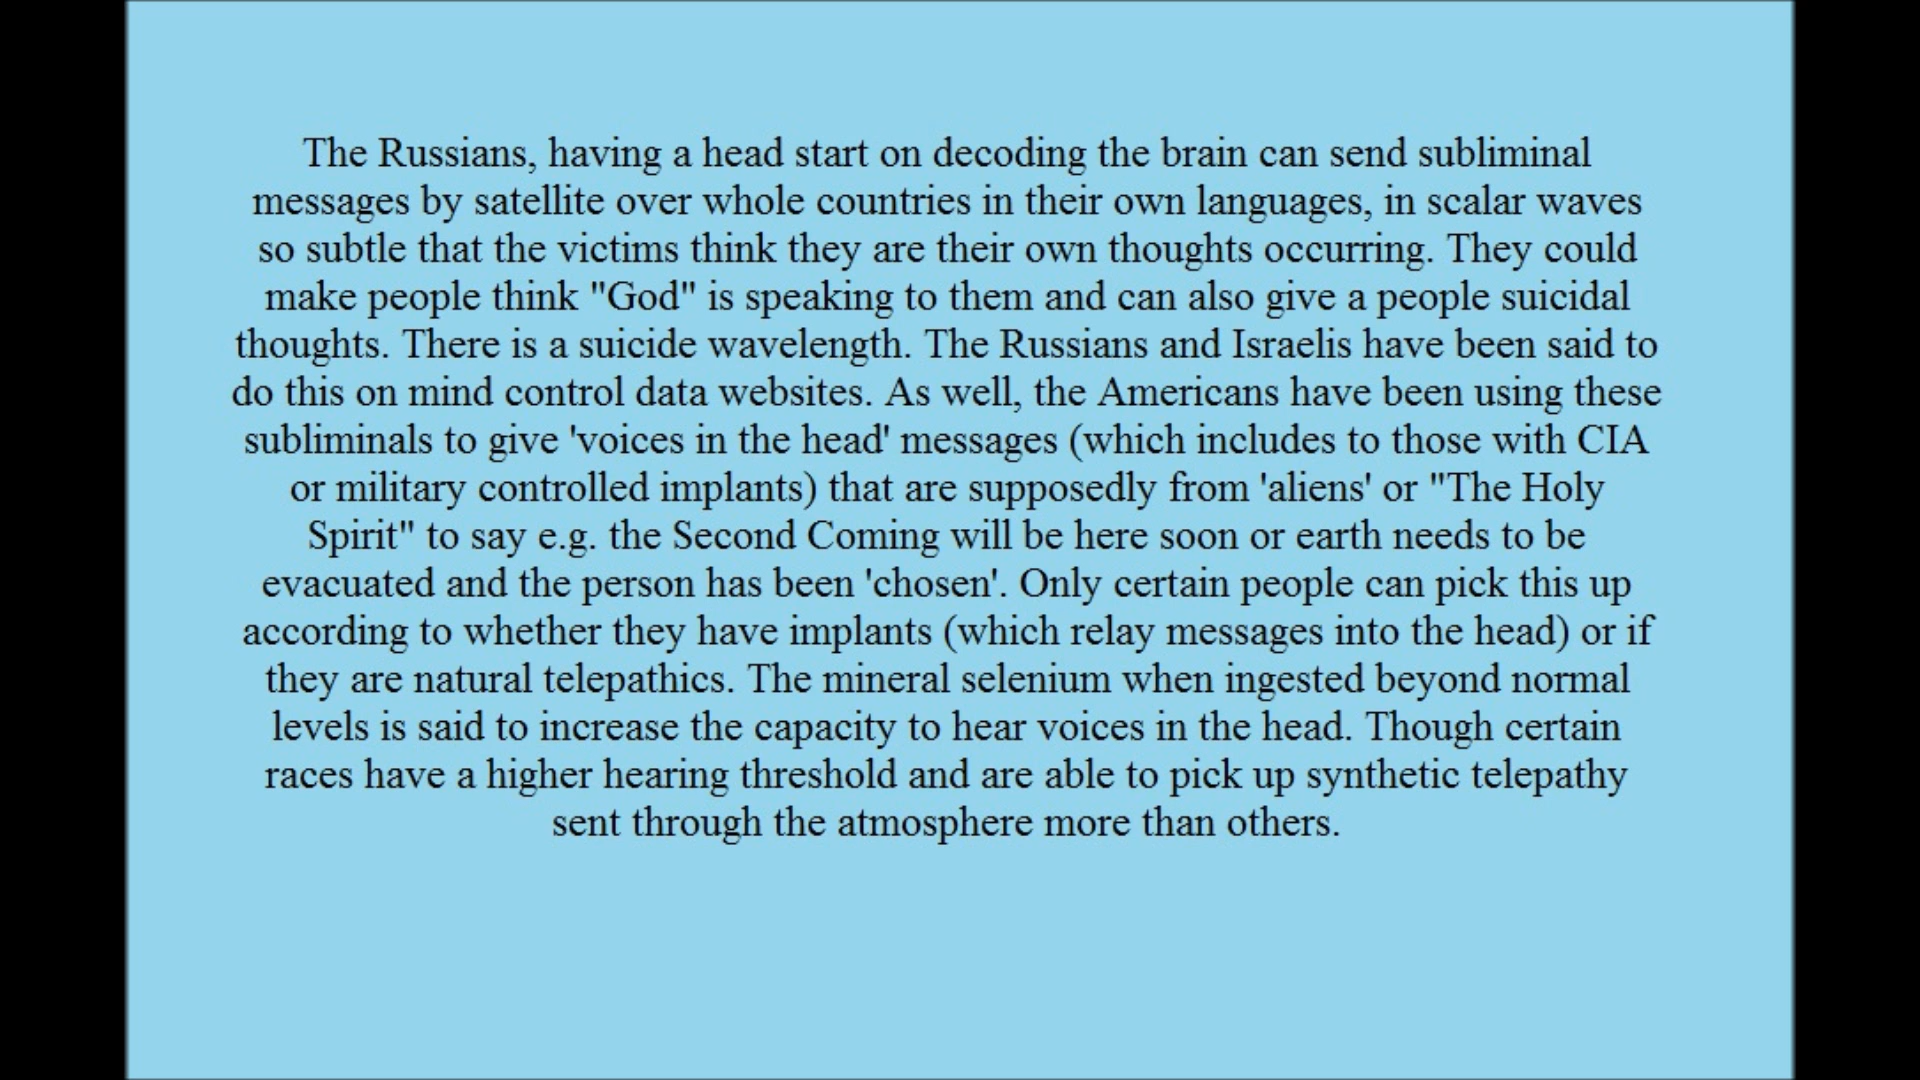 The Russians, having a head start on decoding the brain can send subliminal
messages by satellite over whole countries in their own languages, in scalar waves
so subtle that the victims think they are their own thoughts occurring. They could
make people think "God" is speaking to them and can also give a people suicidal
thoughts. There is a suicide wavelength. The Russians and Israelis have been said to
do this on mind control data websites. As well, the Americans have been using these
subliminals to give 'voices in the head' messages (which includes to those with CIA
or military controlled implants) that are supposedly from 'aliens' or "The Holy
Spirit" to say e.g. the Second Coming will be here soon or earth needs to be
evacuated and the person has been 'chosen'. Only certain people can pick this up
according to whether they have implants (which relay messages into the head) or if
they are natural telepathics. The mineral selenium when ingested beyond normal
levels is said to increase the capacity to hear voices in the head. Though certain
races have a higher hearing threshold and are able to pick up synthetic telepathy
sent through the atmosphere more than others.